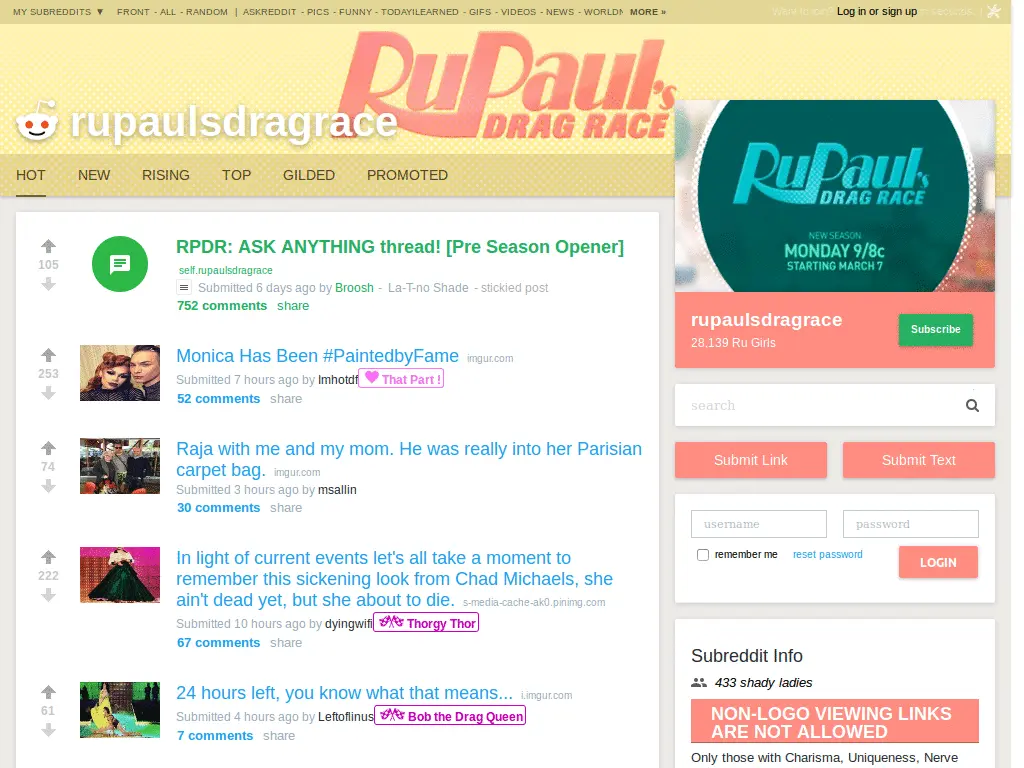 MY SUBREDDITS ▼ FRONT - ALL - RANDOM | ASKREDDIT - PICS - FUNNY - TODAYILEARNED - GIFS - VIDEOS - NEWS - WORLDN MORE »
Log in or sign up
RuPaul's
DRAG RACE
rupaulsdragrace
HOT NEW RISING TOP GILDED PROMOTED
RuPaul's
DRAG RACE
NEW SEASON
MONDAY 9/8c
STARTING MARCH 7
rupaulsdragrace
28,139 Ru Girls
Subscribe
search
Submit Link Submit Text
username password
remember me reset password LOGIN
Subreddit Info
433 shady ladies
NON-LOGO VIEWING LINKS
ARE NOT ALLOWED
Only those with Charisma, Uniqueness, Nerve
105
RPDR: ASK ANYTHING thread! [Pre Season Opener]
self.rupaulsdragrace
Submitted 6 days ago by Broosh - La-T-no Shade - stickied post
752 comments share
253
Monica Has Been #PaintedbyFame imgur.com
Submitted 7 hours ago by Imhotdf That Part !
52 comments share
74
Raja with me and my mom. He was really into her Parisian
carpet bag. imgur.com
Submitted 3 hours ago by msallin
30 comments share
222
In light of current events let's all take a moment to
remember this sickening look from Chad Michaels, she
ain't dead yet, but she about to die. s-media-cache-ak0.pinimg.com
Submitted 10 hours ago by dyingwifi Thorgy Thor
67 comments share
61
24 hours left, you know what that means... i.imgur.com
Submitted 4 hours ago by Leftoflinus Bob the Drag Queen
7 comments share